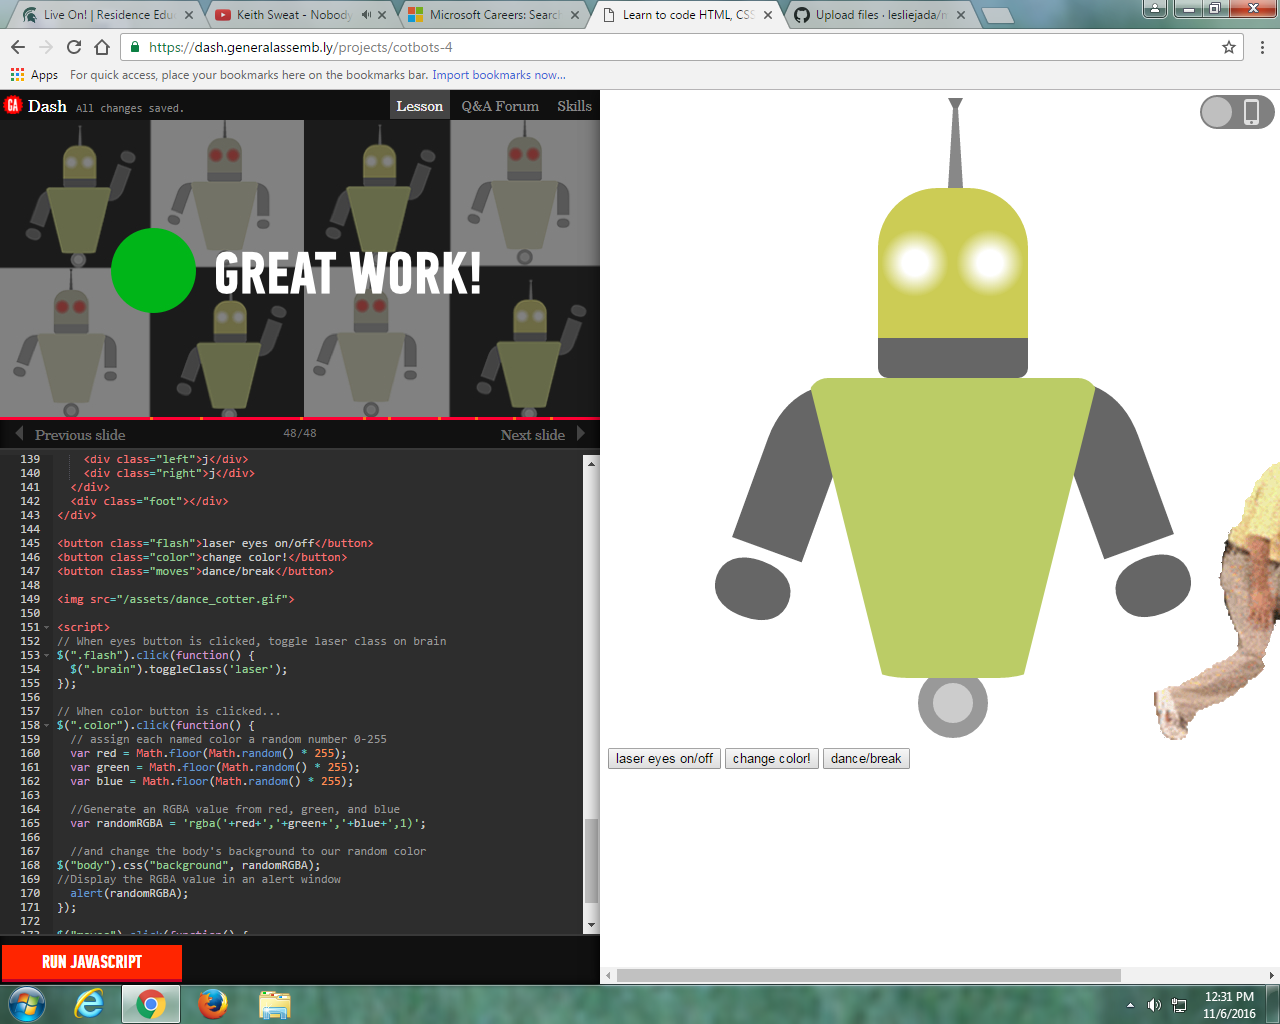 Live On! | Residence Edu
Keith Sweat - Nobody
Microsoft Careers: Search
Learn to code HTML, CSS
Upload files · lesliejada/n
https://dash.generalassemb.ly/projects/cotbots-4
Apps
For quick access, place your bookmarks here on the bookmarks bar. Import bookmarks now...
GA
Dash All changes saved.
Lesson Q&A Forum Skills
GREAT WORK!
Previous slide 48/48 Next slide
139 <div class="left">j</div>
140 <div class="right">j</div>
141 </div>
142 <div class="foot"></div>
143 </div>
144
145 <button class="flash">laser eyes on/off</button>
146 <button class="color">change color!</button>
147 <button class="moves">dance/break</button>
148
149 <img src="/assets/dance_cotter.gif">
150
151 <script>
152 // When eyes button is clicked, toggle laser class on brain
153 $(".flash").click(function() {
154 $(".brain").toggleClass('laser');
155 });
156
157 // When color button is clicked...
158 $(".color").click(function() {
159 // assign each named color a random number 0-255
160 var red = Math.floor(Math.random() * 255);
161 var green = Math.floor(Math.random() * 255);
162 var blue = Math.floor(Math.random() * 255);
163
164 //Generate an RGBA value from red, green, and blue
165 var randomRGBA = 'rgba('+red+','+green+','+blue+',1)';
166
167 //and change the body's background to our random color
168 $("body").css("background", randomRGBA);
169 //Display the RGBA value in an alert window
170 alert(randomRGBA);
171 });
172
RUN JAVASCRIPT
laser eyes on/off change color! dance/break
12:31 PM
11/6/2016